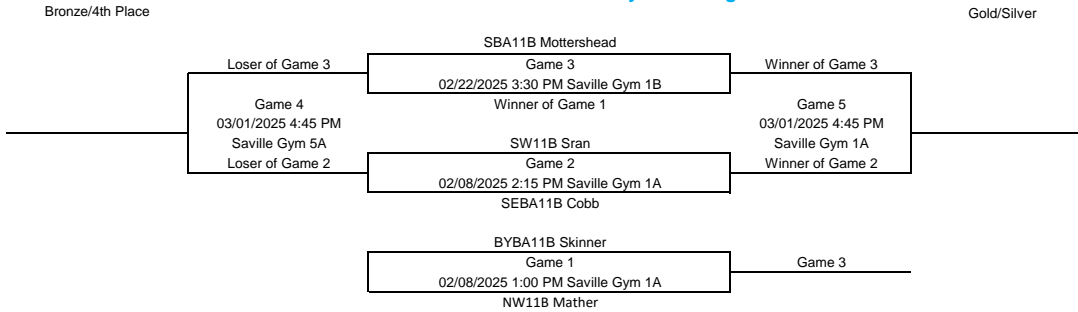 Bronze/4th Place
Gold/Silver
SBA11B Mottershead
Loser of Game 3
Game 3
Winner of Game 3
02/22/2025 3:30 PM Saville Gym 1B
Game 4
Winner of Game 1
Game 5
03/01/2025 4:45 PM
03/01/2025 4:45 PM
Saville Gym 5A
SW11B Sran
Saville Gym 1A
Loser of Game 2
Game 2
Winner of Game 2
02/08/2025 2:15 PM Saville Gym 1A
SEBA11B Cobb
BYBA11B Skinner
Game 1
Game 3
02/08/2025 1:00 PM Saville Gym 1A
NW11B Mather